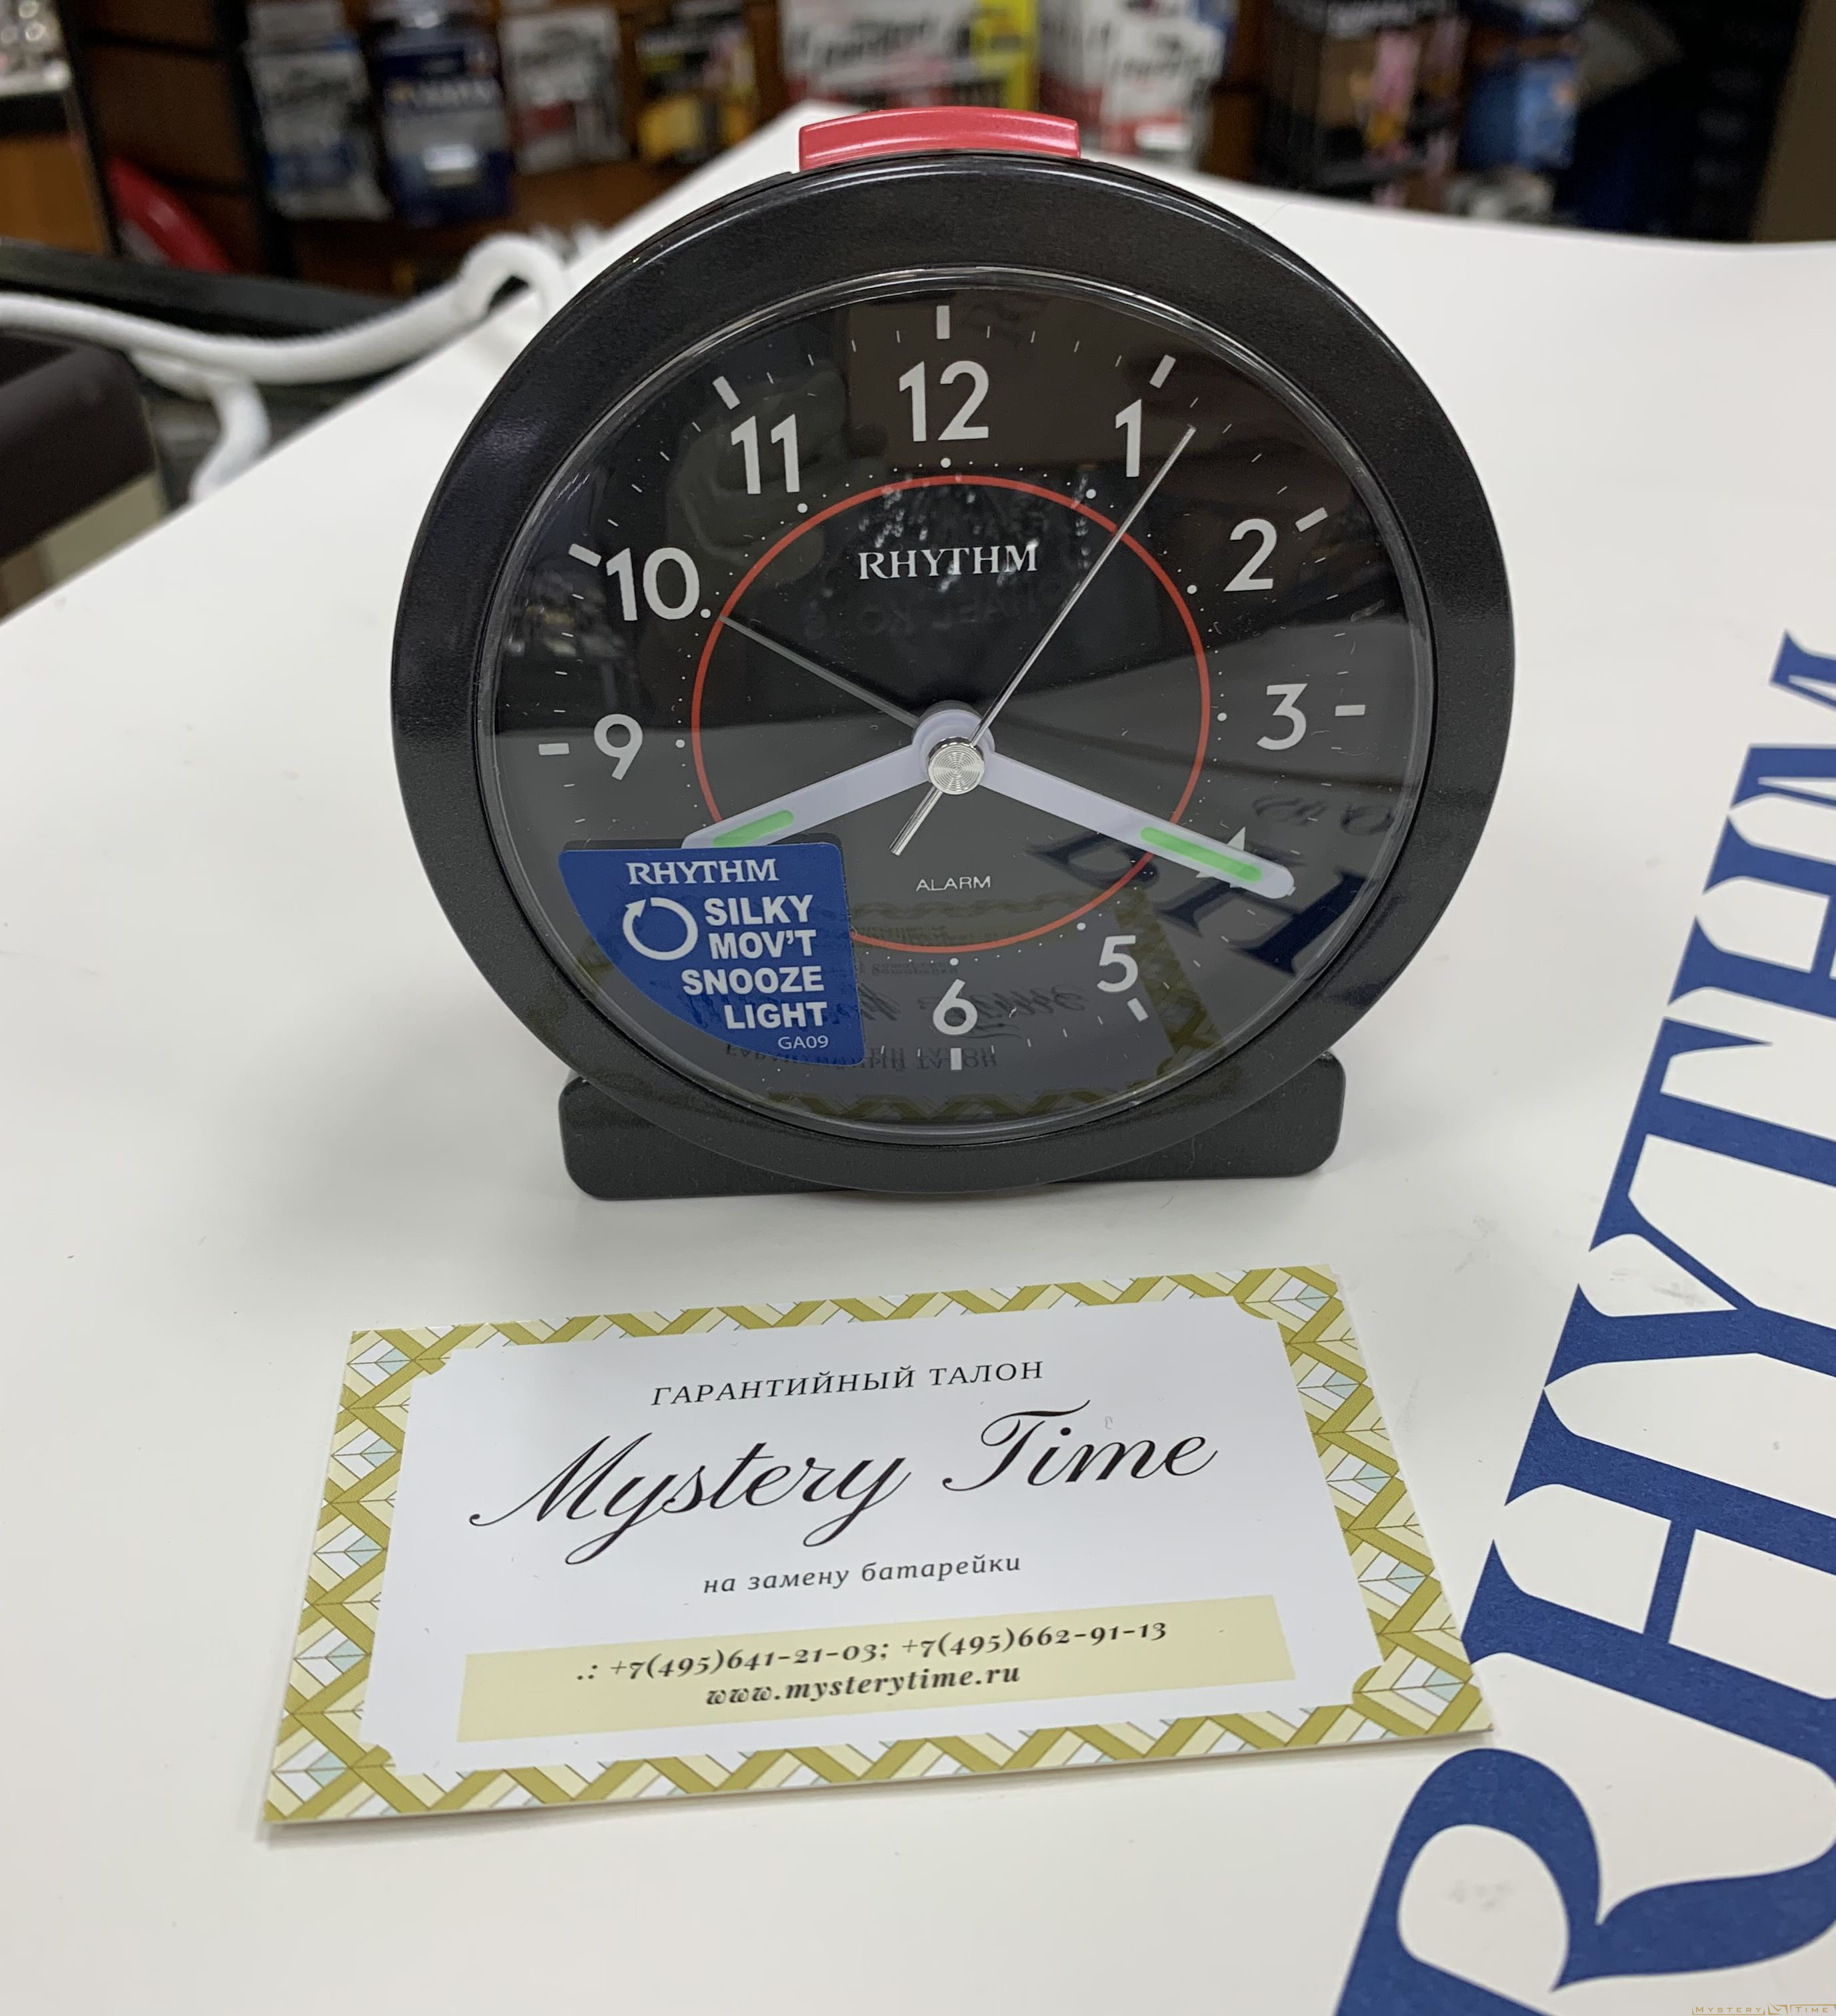 12
11
1
10
2
RHYTHM
9
3
ALARM
RHYTHM
SILKY
MOV'T
SNOOZE
LIGHT
GA09
5
6
ГАРАНТИЙНЫЙ ТАЛОН
Mystery Time
на замену батарейки
.: +7(495)641-21-03; +7(495)662-91-13
www.mysterytime.ru
RHYTHM
MYSTERY TIME